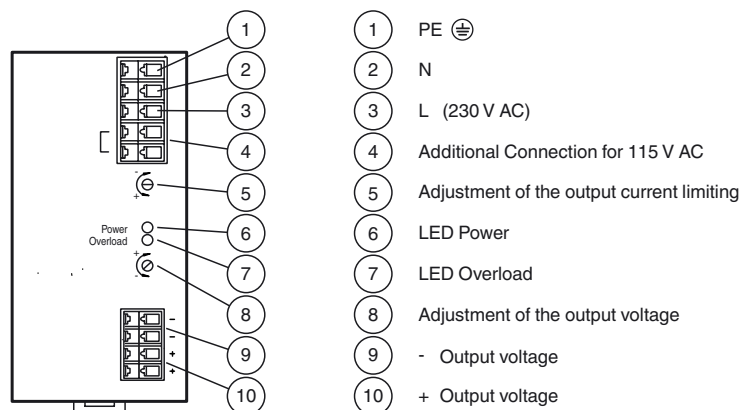 1 PE
2 N
3 L (230 V AC)
4 Additional Connection for 115 V AC
5 Adjustment of the output current limiting
6 LED Power
7 LED Overload
8 Adjustment of the output voltage
9 - Output voltage
10 + Output voltage
1
2
3
4
- 
+
5
Power
6
Overload
7
+
-
8
-
-
9
+
+
10